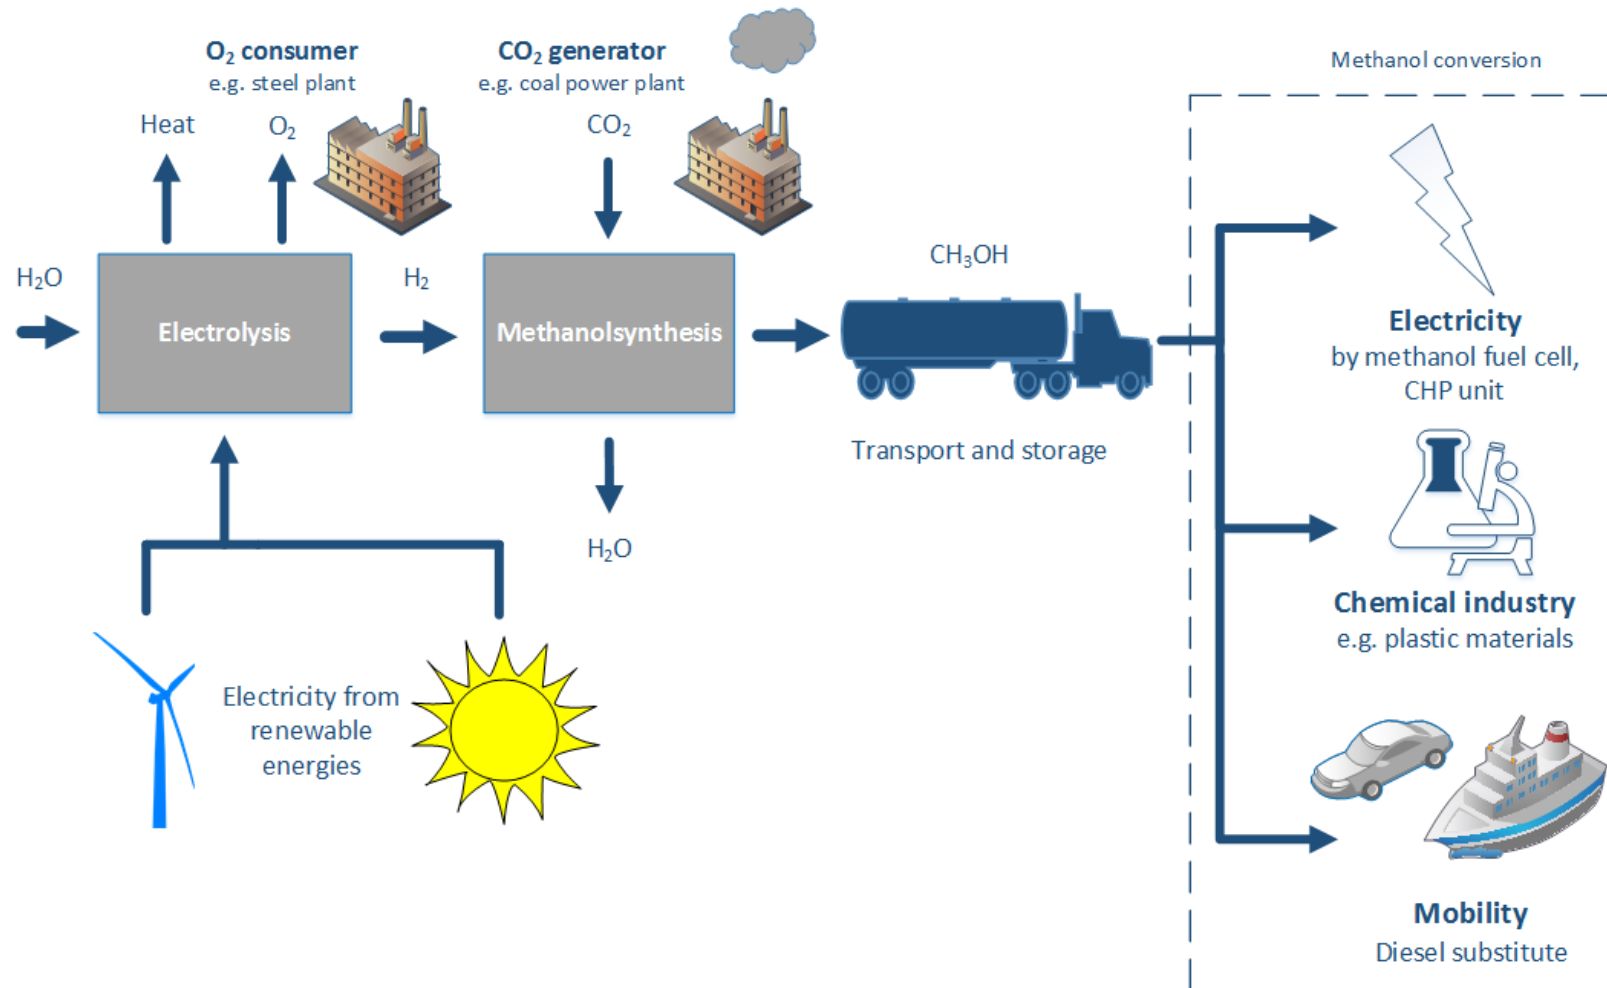 O₂ consumer
e.g. steel plant
Heat
O₂
CO₂ generator
e.g. coal power plant
CO₂
H₂O
Electrolysis
H₂
Methanolsynthesis
H₂O
CH₃OH
Transport and storage
Electricity from
renewable
energies
Methanol conversion
Electricity
by methanol fuel cell,
CHP unit
Chemical industry
e.g. plastic materials
Mobility
Diesel substitute